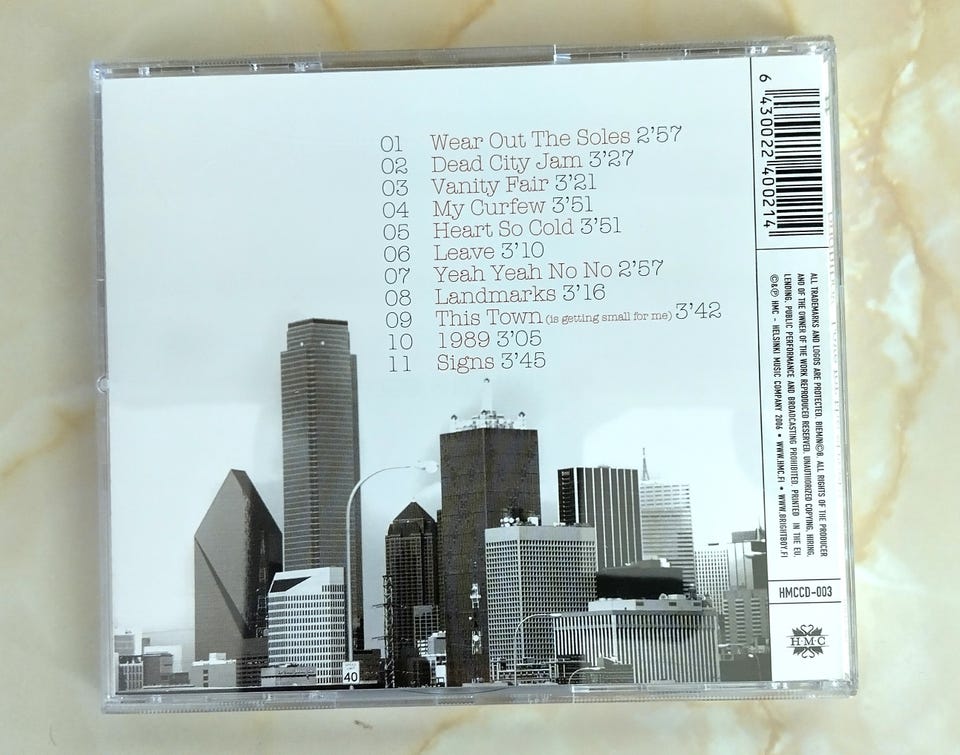 01 Wear Out The Soles 2'57
02 Dead City Jam 3'27
03 Vanity Fair 3'21
04 My Curfew 3'51
05 Heart So Cold 3'51
06 Leave 3'10
07 Yeah Yeah No No 2'57
08 Landmarks 3'16
09 This Town (is getting small for me) 3'42
10 1989 3'05
11 Signs 3'45
40
6 430022 400214
ALL TRADEMARKS AND LOGOS ARE PROTECTED. BIEM/NCB. ALL RIGHTS OF THE PRODUCER
AND OF THE OWNER OF THE WORK REPRODUCED RESERVED. UNAUTHORIZED COPYING, HIRING,
LENDING, PUBLIC PERFORMANCE AND BROADCASTING PROHIBITED. PRINTED IN THE EU.
©&℗ HMC - HELSINKI MUSIC COMPANY 2006 • WWW.HMC.FI • WWW.BRIGHTBOY.FI
HMCCD-003
H·M·C